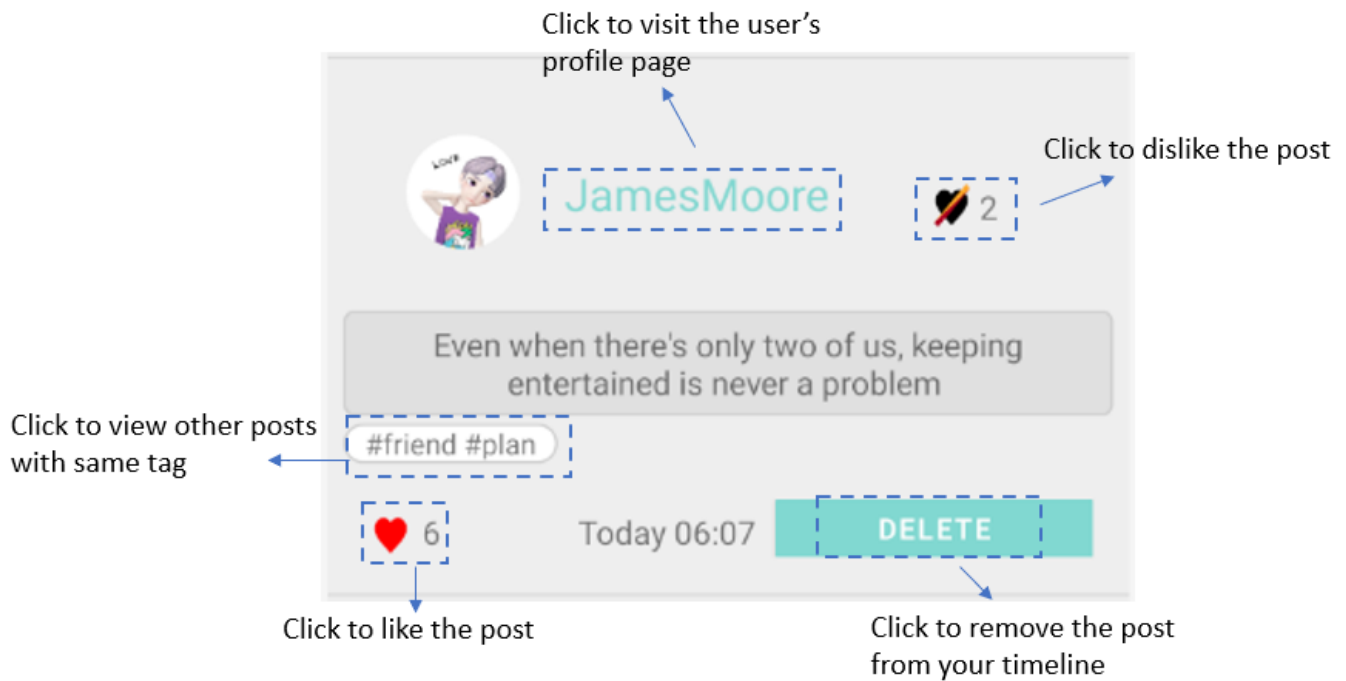 Click to visit the user’s
profile page
Click to dislike the post
LOVE
JamesMoore
2
Even when there's only two of us, keeping
entertained is never a problem
Click to view other posts
with same tag
#friend #plan
6
Today 06:07
DELETE
Click to like the post
Click to remove the post
from your timeline